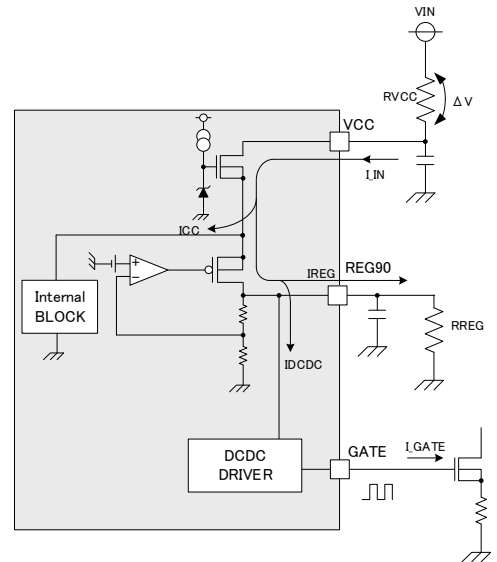 VIN
RVCC
ΔV
VCC
I_IN
ICC
IREG
REG90
Internal
BLOCK
RREG
IDCDC
DCDC
DRIVER
GATE
I_GATE